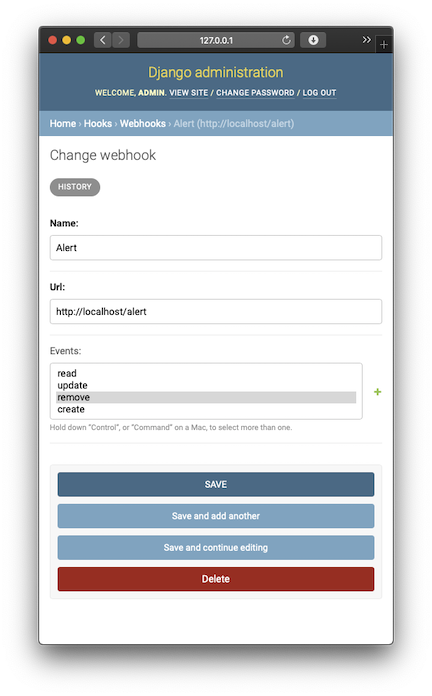 127.0.0.1
Django administration
WELCOME, ADMIN. VIEW SITE / CHANGE PASSWORD / LOG OUT
Home › Hooks › Webhooks › Alert (http://localhost/alert)
Change webhook
HISTORY
Name:
Alert
Url:
http://localhost/alert
Events:
read
update
remove
create
Hold down “Control”, or “Command” on a Mac, to select more than one.
SAVE
Save and add another
Save and continue editing
Delete